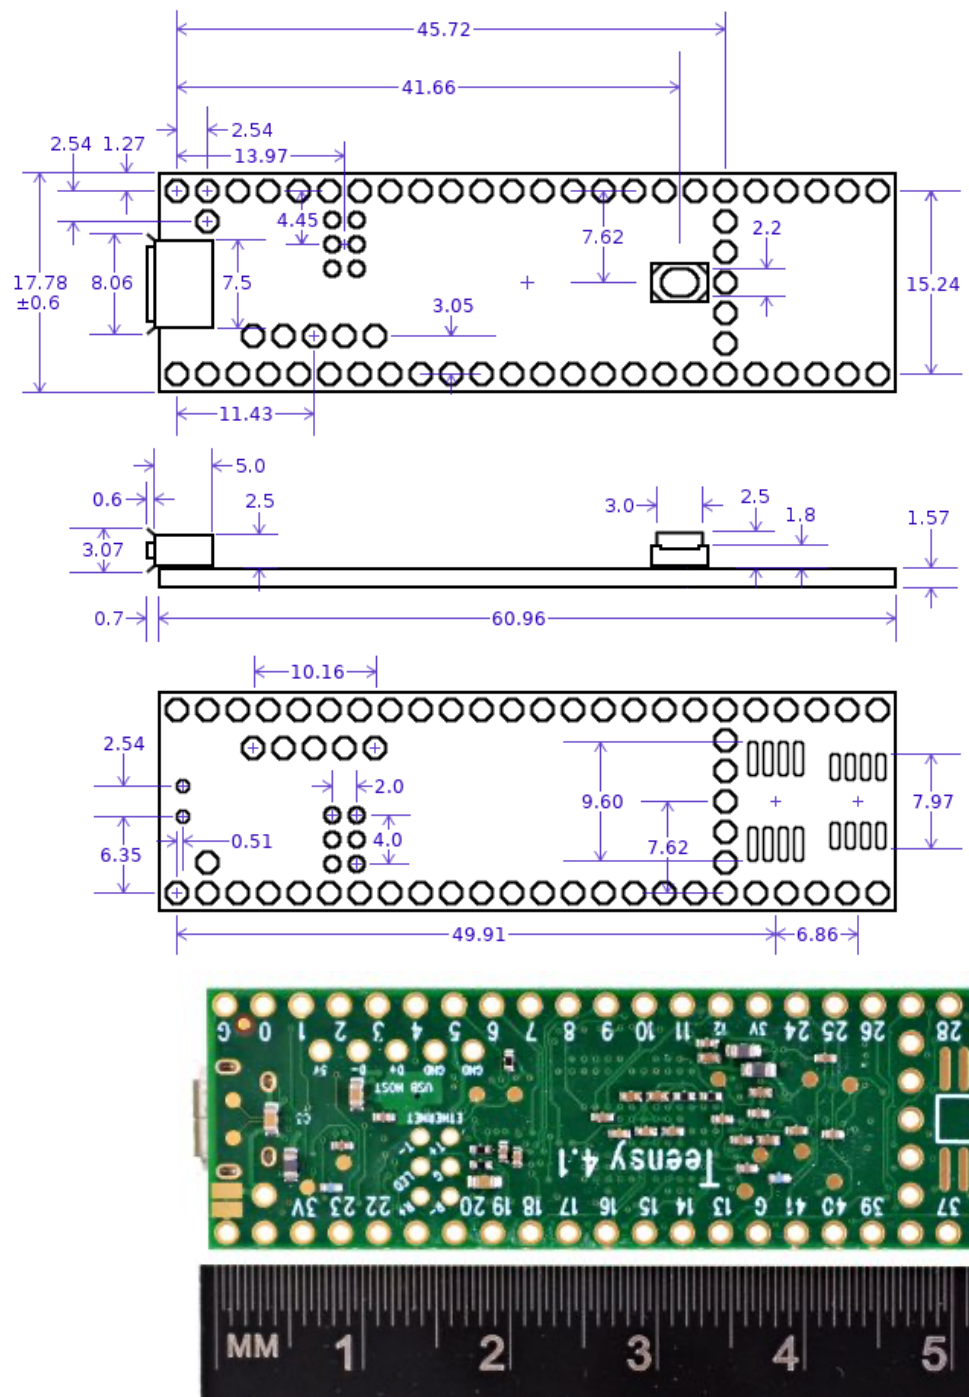 45.72
41.66
2.54 1.27
2.54
13.97
4.45
7.62
2.2
17.78
±0.6
8.06
7.5
15.24
3.05
11.43
5.0
0.6
2.5
3.0
2.5
1.8
1.57
3.07
0.7
60.96
10.16
2.54
2.0
9.60
7.97
6.35
0.51
4.0
7.62
49.91
6.86
G 0 1 2 3 4 5 6 7 8 9 10 11 12 3V 24 25 26 28
5V D- D+ GND GND
USB HOST
ETHERNET
T+
T-
LED
G
R+
R-
Teensy 4.1
3V 23 22 20 19 18 17 16 15 14 13 G 41 40 39 37
MM 1 2 3 4 5